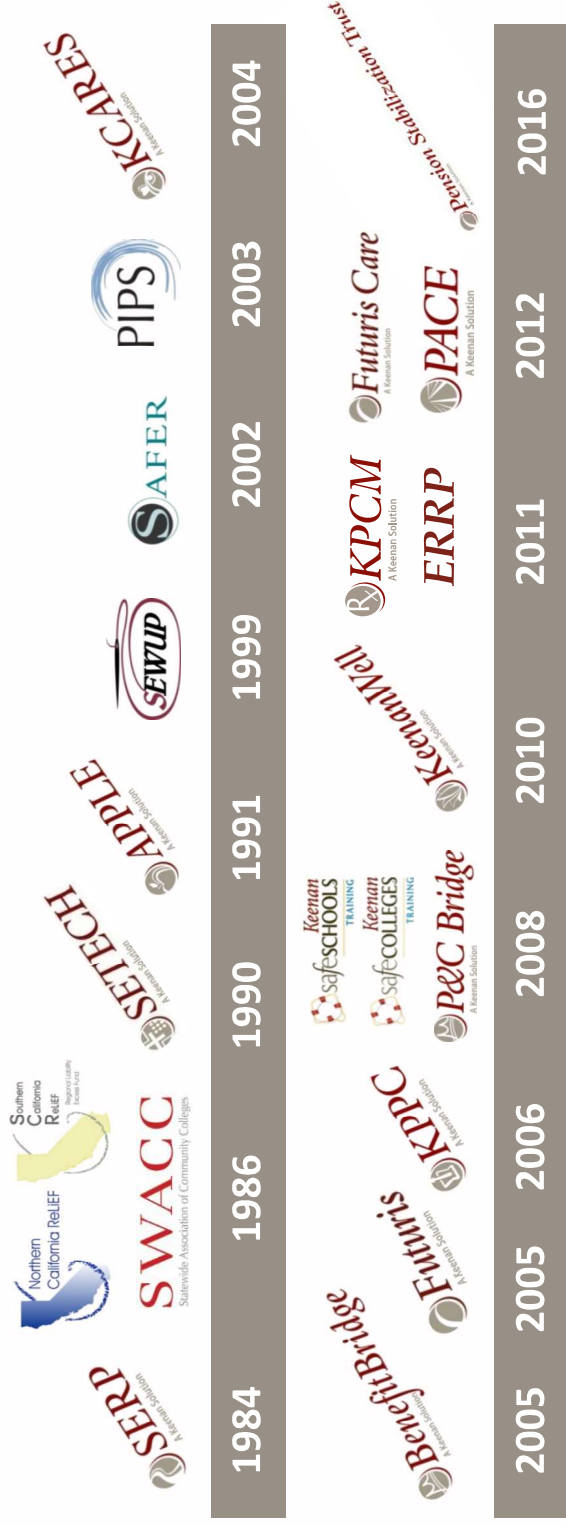 SERP
A Keenan Solution
1984
Northern
California ReLiEF
Southern
California
ReLiEF
Regional Liability
Excess Fund
SWACC
Statewide Association of Community Colleges
1986
SETECH
A Keenan Solution
1990
APPLE
A Keenan Solution
1991
SEWUP
1999
SAFER
2002
PIPS
2003
KCARES
A Keenan Solution
2004
BenefitBridge
A Keenan Solution
2005
Futuris
A Keenan Solution
2005
KPPC
A Keenan Solution
2006
Keenan
safeSCHOOLS
TRAINING
Keenan
safeCOLLEGES
TRAINING
P&C Bridge
A Keenan Solution
2008
KeenanWell
A Keenan Solution
2010
Rx
KPCM
A Keenan Solution
ERRP
2011
Futuris Care
A Keenan Solution
PACE
A Keenan Solution
2012
Pension Stabilization Trust
A Keenan Solution
2016